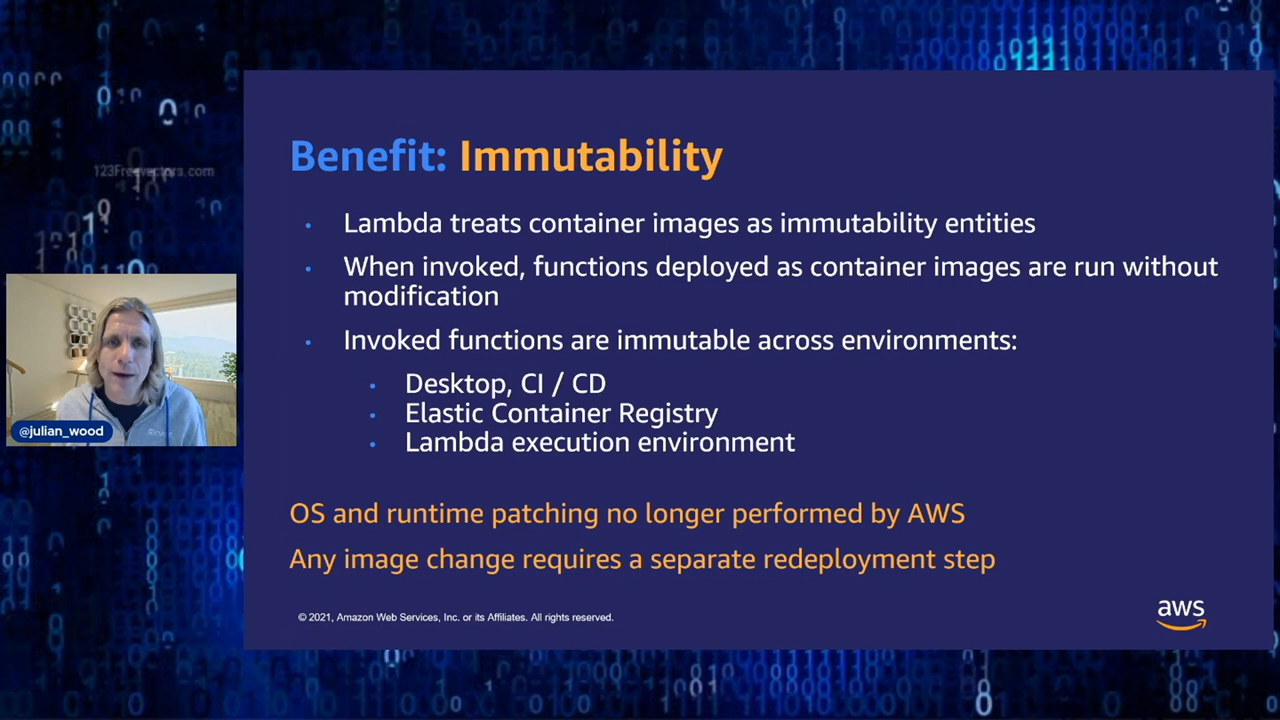 123Freevectors.com
Benefit: Immutability
• Lambda treats container images as immutability entities
• When invoked, functions deployed as container images are run without
modification
• Invoked functions are immutable across environments:
• Desktop, CI / CD
• Elastic Container Registry
• Lambda execution environment
OS and runtime patching no longer performed by AWS
Any image change requires a separate redeployment step
© 2021, Amazon Web Services, Inc. or its Affiliates. All rights reserved.
aws
@julian_wood